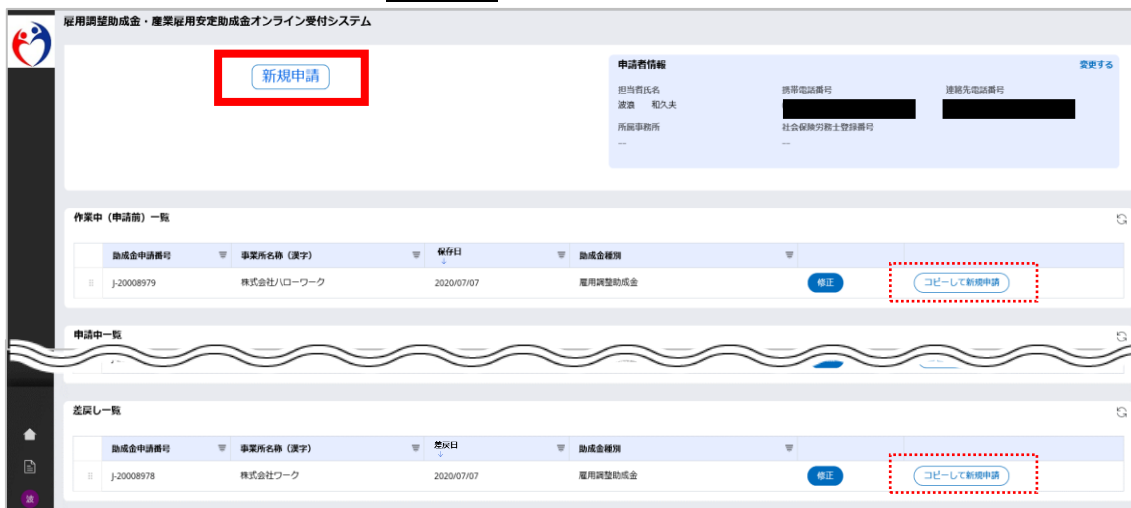 雇用調整助成金・産業雇用安定助成金オンライン受付システム
新規申請
申請者情報 変更する
担当者氏名 携帯電話番号 連絡先電話番号
波浪 和久夫
所属事務所 社会保険労務士登録番号
--- ---
作業中（申請前）一覧
助成金申請番号 事業所名称（漢字） 保存日 ↓ 助成金種別
J-20008979 株式会社ハローワーク 2020/07/07 雇用調整助成金 修正 コピーして新規申請
申請中一覧
差戻し一覧
助成金申請番号 事業所名称（漢字） 差戻日 ↓ 助成金種別
J-20008978 株式会社ワーク 2020/07/07 雇用調整助成金 修正 コピーして新規申請
波